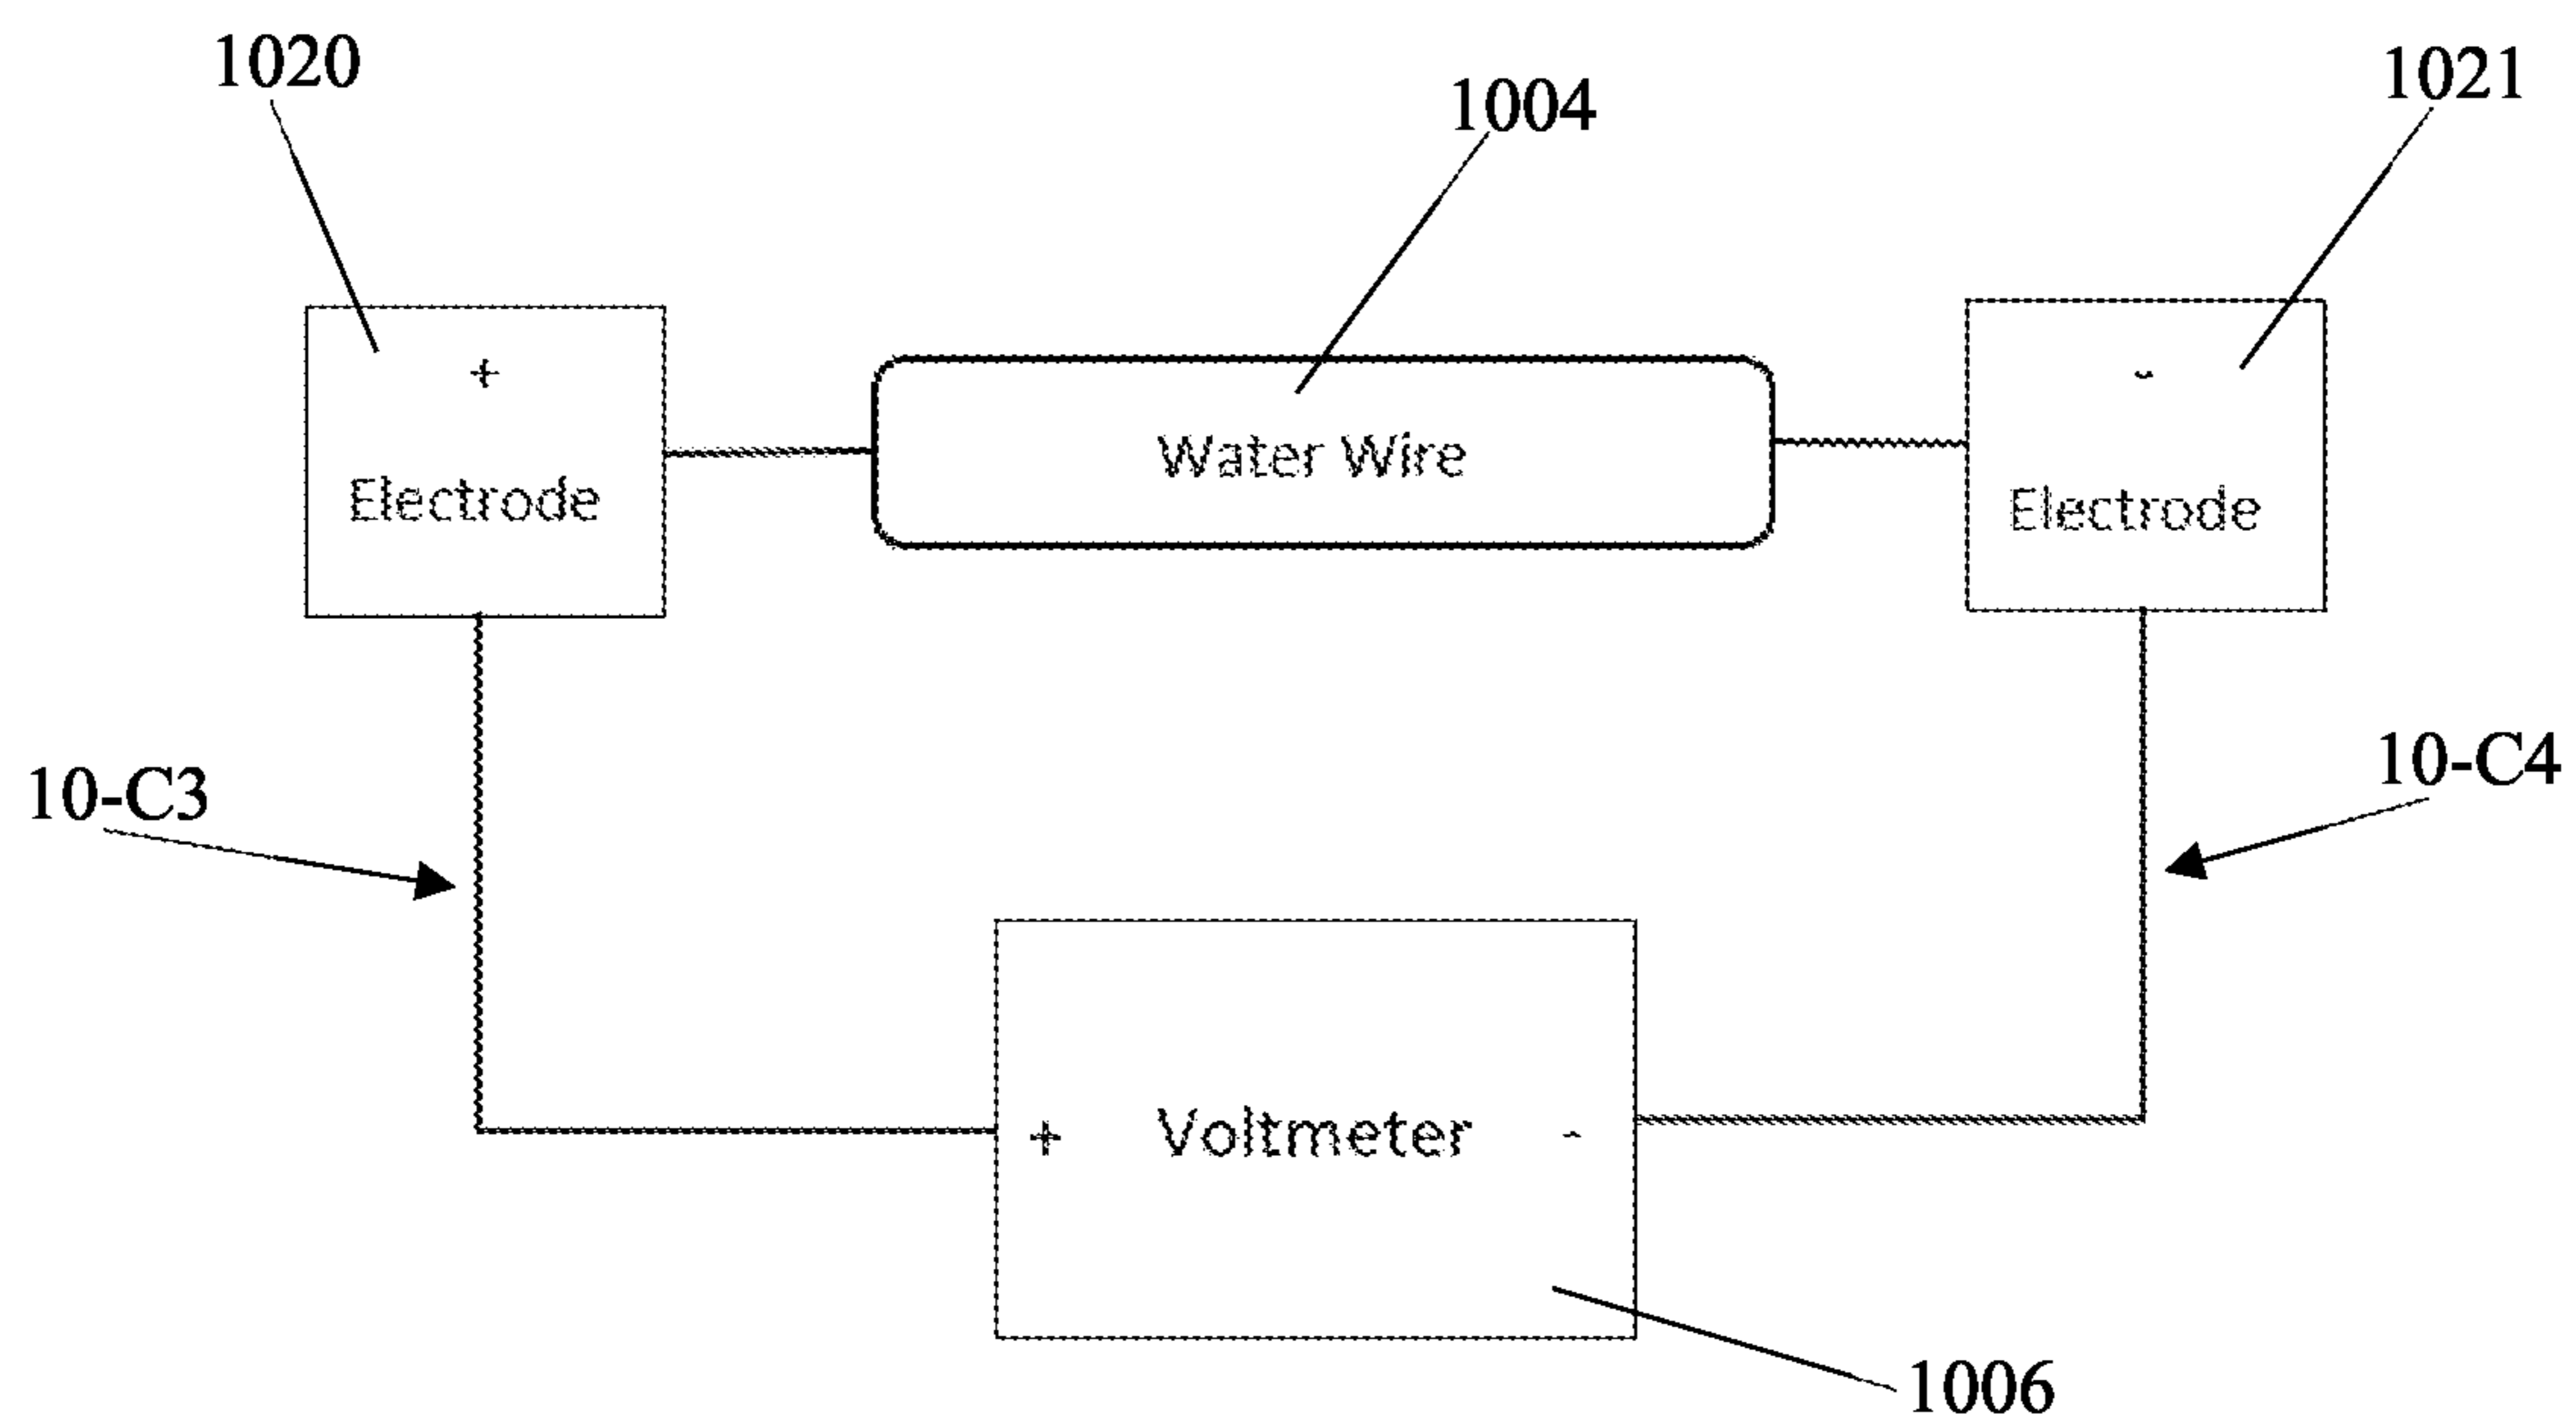 1020
1004
1021
+
-
Water Wire
Electrode
Electrode
10-C3
10-C4
+ Voltmeter -
1006